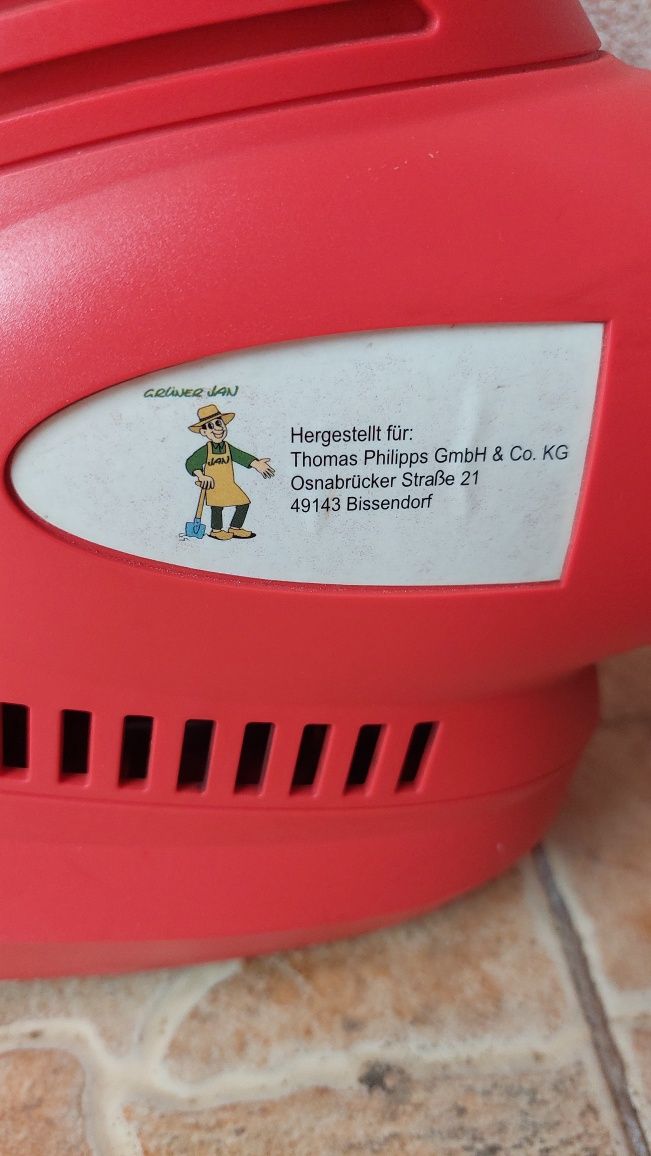 GRÜNER JAN
JAN
Hergestellt für:
Thomas Philipps GmbH & Co. KG
Osnabrücker Straße 21
49143 Bissendorf